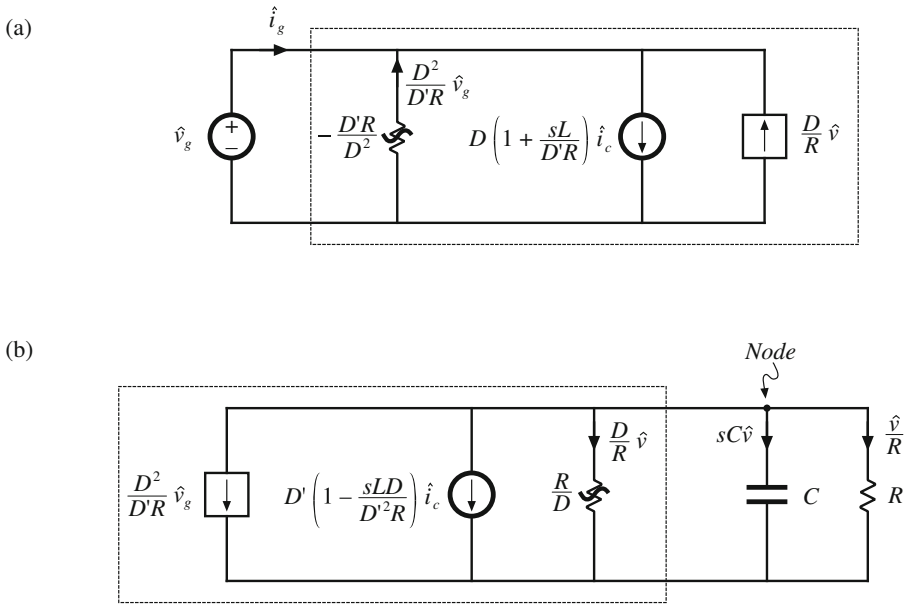 (a)
î_g
v̂_g
+
−
− D'R / D²
D² / D'R v̂_g
D (1 + sL / D'R) î_c
D / R v̂
(b)
Node
D² / D'R v̂_g
D' (1 − sLD / D'²R) î_c
D / R v̂
R / D
sCv̂
C
v̂ / R
R